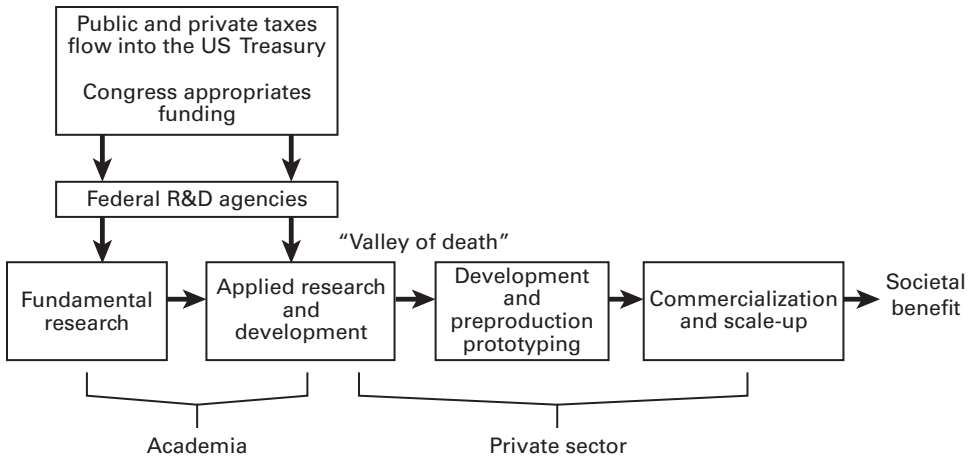 Public and private taxes
flow into the US Treasury
Congress appropriates
funding
Federal R&D agencies
“Valley of death”
Fundamental
research
Applied research
and
development
Development
and
preproduction
prototyping
Commercialization
and scale-up
Societal
benefit
Academia
Private sector